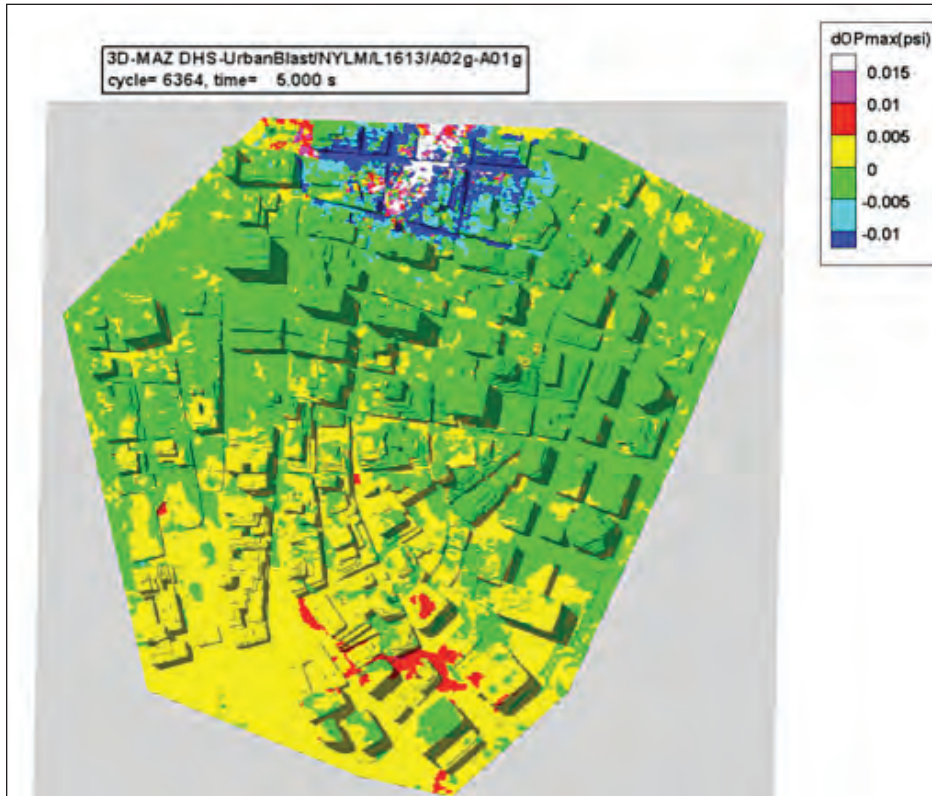 3D-MAZ DHS-UrbanBlast/NYLM/L1613/A02g-A01g
cycle= 6364, time= 5.000 s
dOPmax(psi)
0.015
0.01
0.005
0
-0.005
-0.01